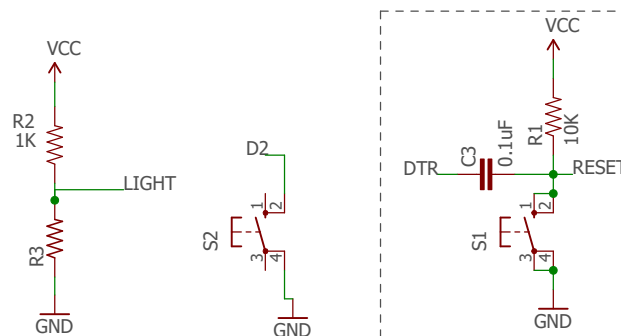 VCC
R2
1K
LIGHT
R3
GND
D2
1
2
S2
3
4
GND
VCC
R1
10K
C3
0.1uF
DTR
RESET
1
2
S1
3
4
GND